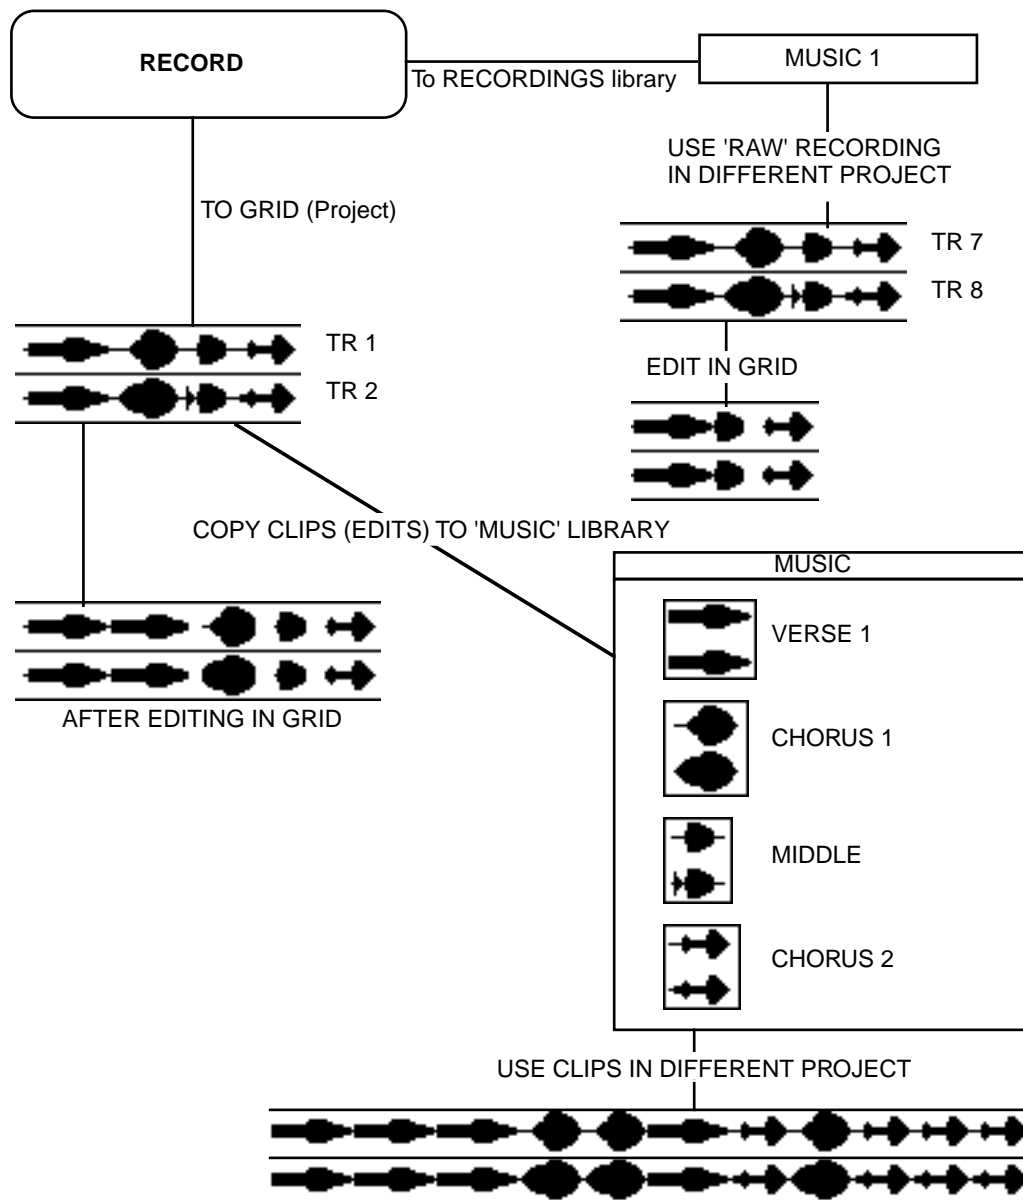 RECORD
To RECORDINGS library
MUSIC 1
USE 'RAW' RECORDING
IN DIFFERENT PROJECT
TO GRID (Project)
TR 7
TR 8
TR 1
TR 2
EDIT IN GRID
COPY CLIPS (EDITS) TO 'MUSIC' LIBRARY
MUSIC
VERSE 1
AFTER EDITING IN GRID
CHORUS 1
MIDDLE
CHORUS 2
USE CLIPS IN DIFFERENT PROJECT